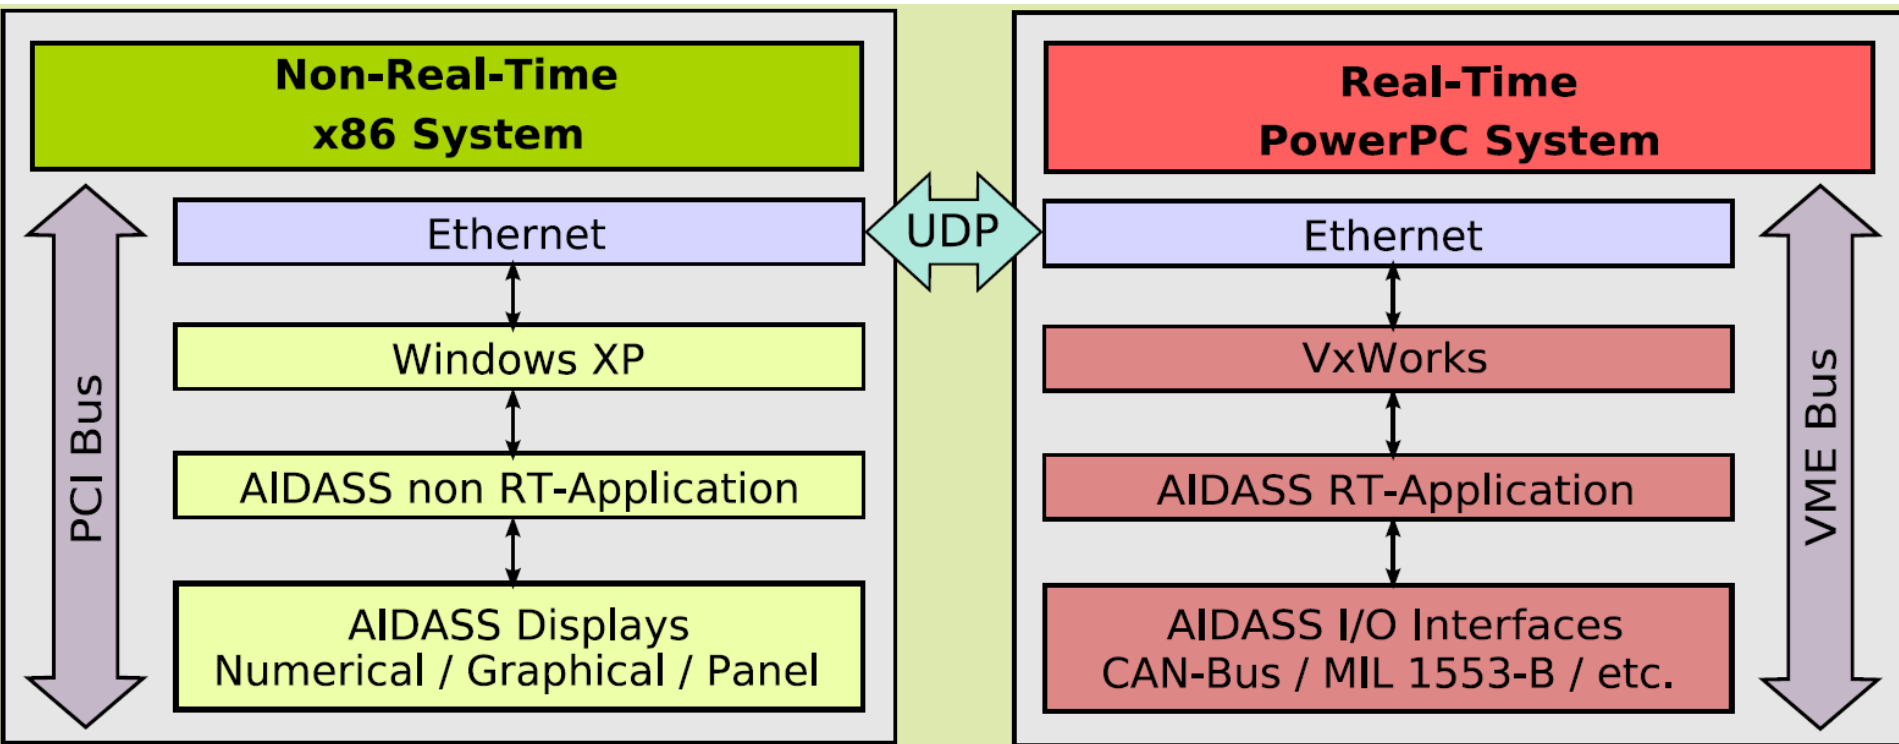 Non-Real-Time
x86 System
PCI Bus
Ethernet
Windows XP
AIDASS non RT-Application
AIDASS Displays
Numerical / Graphical / Panel
UDP
Real-Time
PowerPC System
Ethernet
VxWorks
AIDASS RT-Application
AIDASS I/O Interfaces
CAN-Bus / MIL 1553-B / etc.
VME Bus